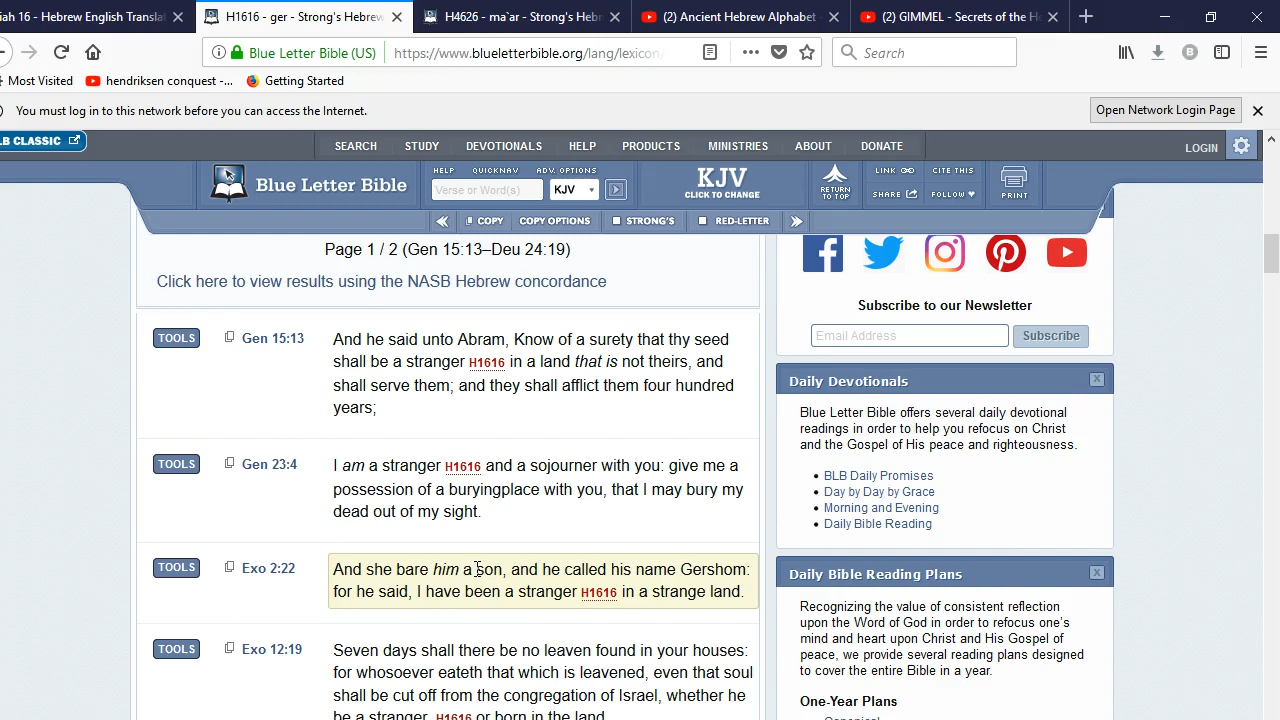 iah 16 - Hebrew English Translat
H1616 - ger - Strong's Hebrew
H4626 - ma`ar - Strong's Hebr
(2) Ancient Hebrew Alphabet -
(2) GIMMEL - Secrets of the H
Blue Letter Bible (US)
https://www.blueletterbible.org/lang/lexicon/
Search
Most Visited
hendriksen conquest -...
Getting Started
You must log in to this network before you can access the Internet.
Open Network Login Page
LB CLASSIC
SEARCH STUDY DEVOTIONALS HELP PRODUCTS MINISTRIES ABOUT DONATE
LOGIN
Blue Letter Bible
HELP QUICKNAV ADV. OPTIONS
Verse or Word(s)
KJV
KJV
CLICK TO CHANGE
RETURN
TO TOP
LINK
CITE THIS
SHARE
FOLLOW
PRINT
COPY
COPY OPTIONS
STRONG'S
RED-LETTER
Page 1 / 2 (Gen 15:13–Deu 24:19)
Click here to view results using the NASB Hebrew concordance
TOOLS
Gen 15:13
And he said unto Abram, Know of a surety that thy seed
shall be a stranger H1616 in a land that is not theirs, and
shall serve them; and they shall afflict them four hundred
years;
TOOLS
Gen 23:4
I am a stranger H1616 and a sojourner with you: give me a
possession of a buryingplace with you, that I may bury my
dead out of my sight.
TOOLS
Exo 2:22
And she bare him a son, and he called his name Gershom:
for he said, I have been a stranger H1616 in a strange land.
TOOLS
Exo 12:19
Seven days shall there be no leaven found in your houses:
for whosoever eateth that which is leavened, even that soul
shall be cut off from the congregation of Israel, whether he
be a stranger, H1616 or born in the land.
Subscribe to our Newsletter
Email Address
Subscribe
Daily Devotionals
Blue Letter Bible offers several daily devotional
readings in order to help you refocus on Christ
and the Gospel of His peace and righteousness.
BLB Daily Promises
Day by Day by Grace
Morning and Evening
Daily Bible Reading
Daily Bible Reading Plans
Recognizing the value of consistent reflection
upon the Word of God in order to refocus one's
mind and heart upon Christ and His Gospel of
peace, we provide several reading plans designed
to cover the entire Bible in a year.
One-Year Plans
Canonical